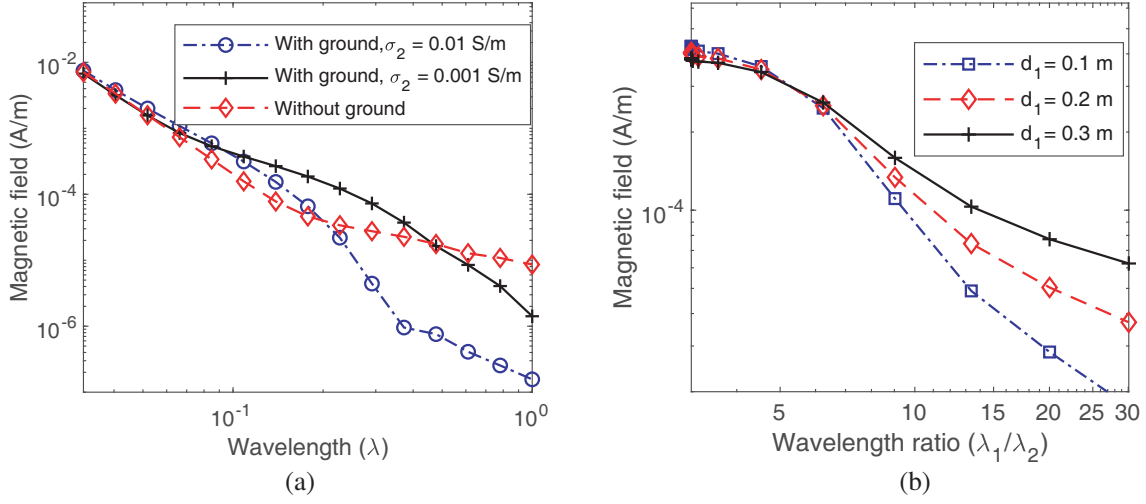 10⁻²
10⁻⁴
10⁻⁶
Magnetic field (A/m)
With ground,σ₂ = 0.01 S/m
With ground, σ₂ = 0.001 S/m
Without ground
10⁻¹
10⁰
Wavelength (λ)
(a)
10⁻⁴
Magnetic field (A/m)
d₁= 0.1 m
d₁= 0.2 m
d₁= 0.3 m
5 10 15 20 25 30
Wavelength ratio (λ₁/λ₂)
(b)